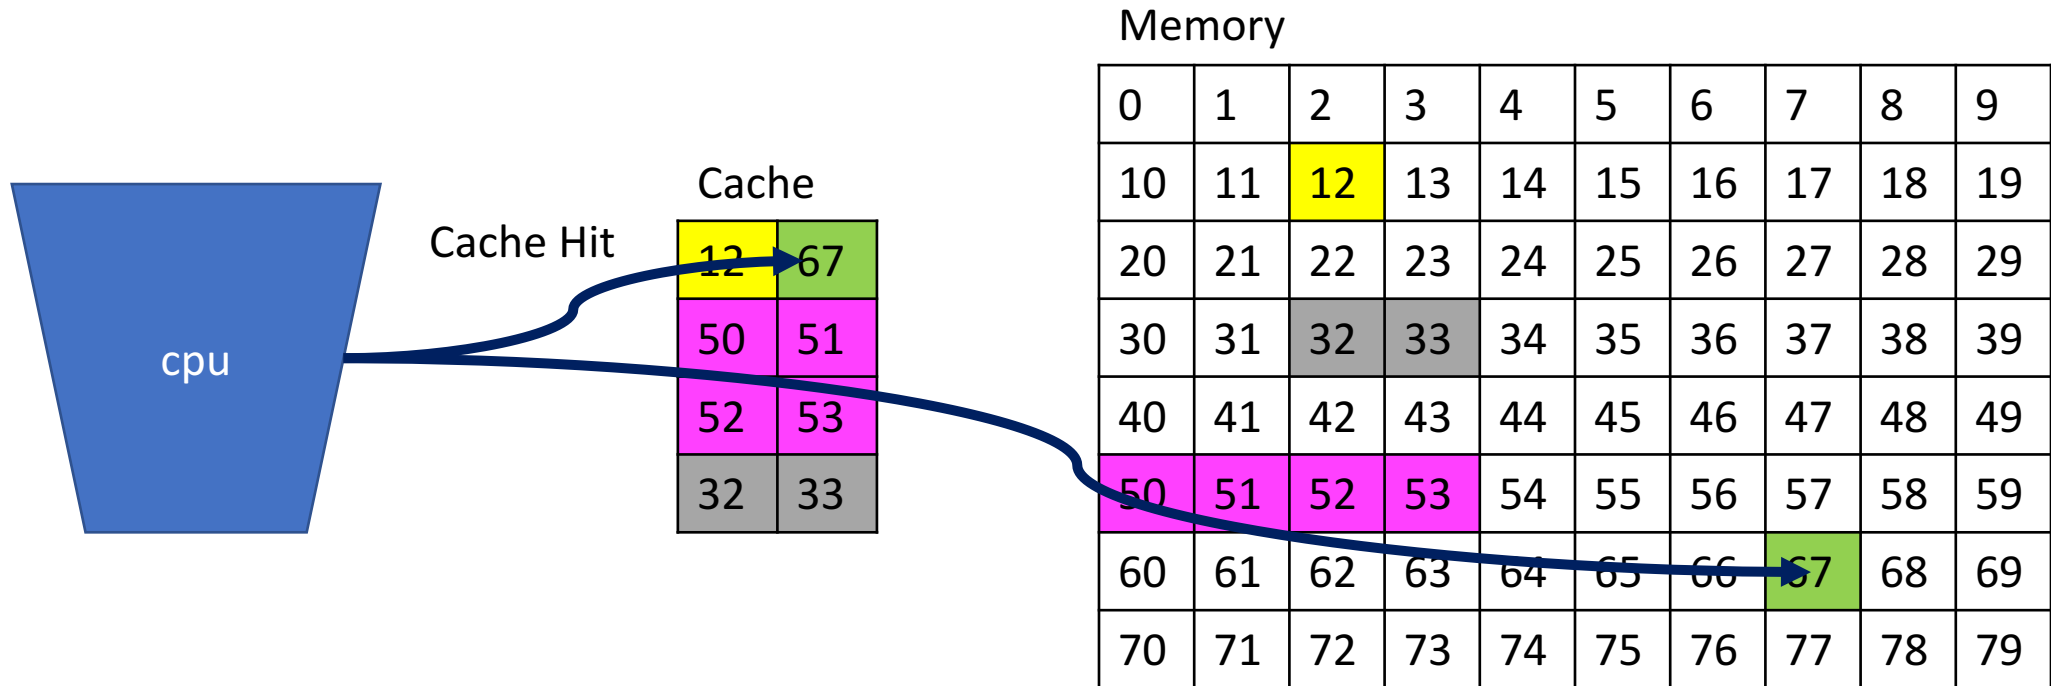 Memory
0 1 2 3 4 5 6 7 8 9
10 11 12 13 14 15 16 17 18 19
20 21 22 23 24 25 26 27 28 29
30 31 32 33 34 35 36 37 38 39
40 41 42 43 44 45 46 47 48 49
50 51 52 53 54 55 56 57 58 59
60 61 62 63 64 65 66 67 68 69
70 71 72 73 74 75 76 77 78 79
Cache
12 67
50 51
52 53
32 33
Cache Hit
cpu